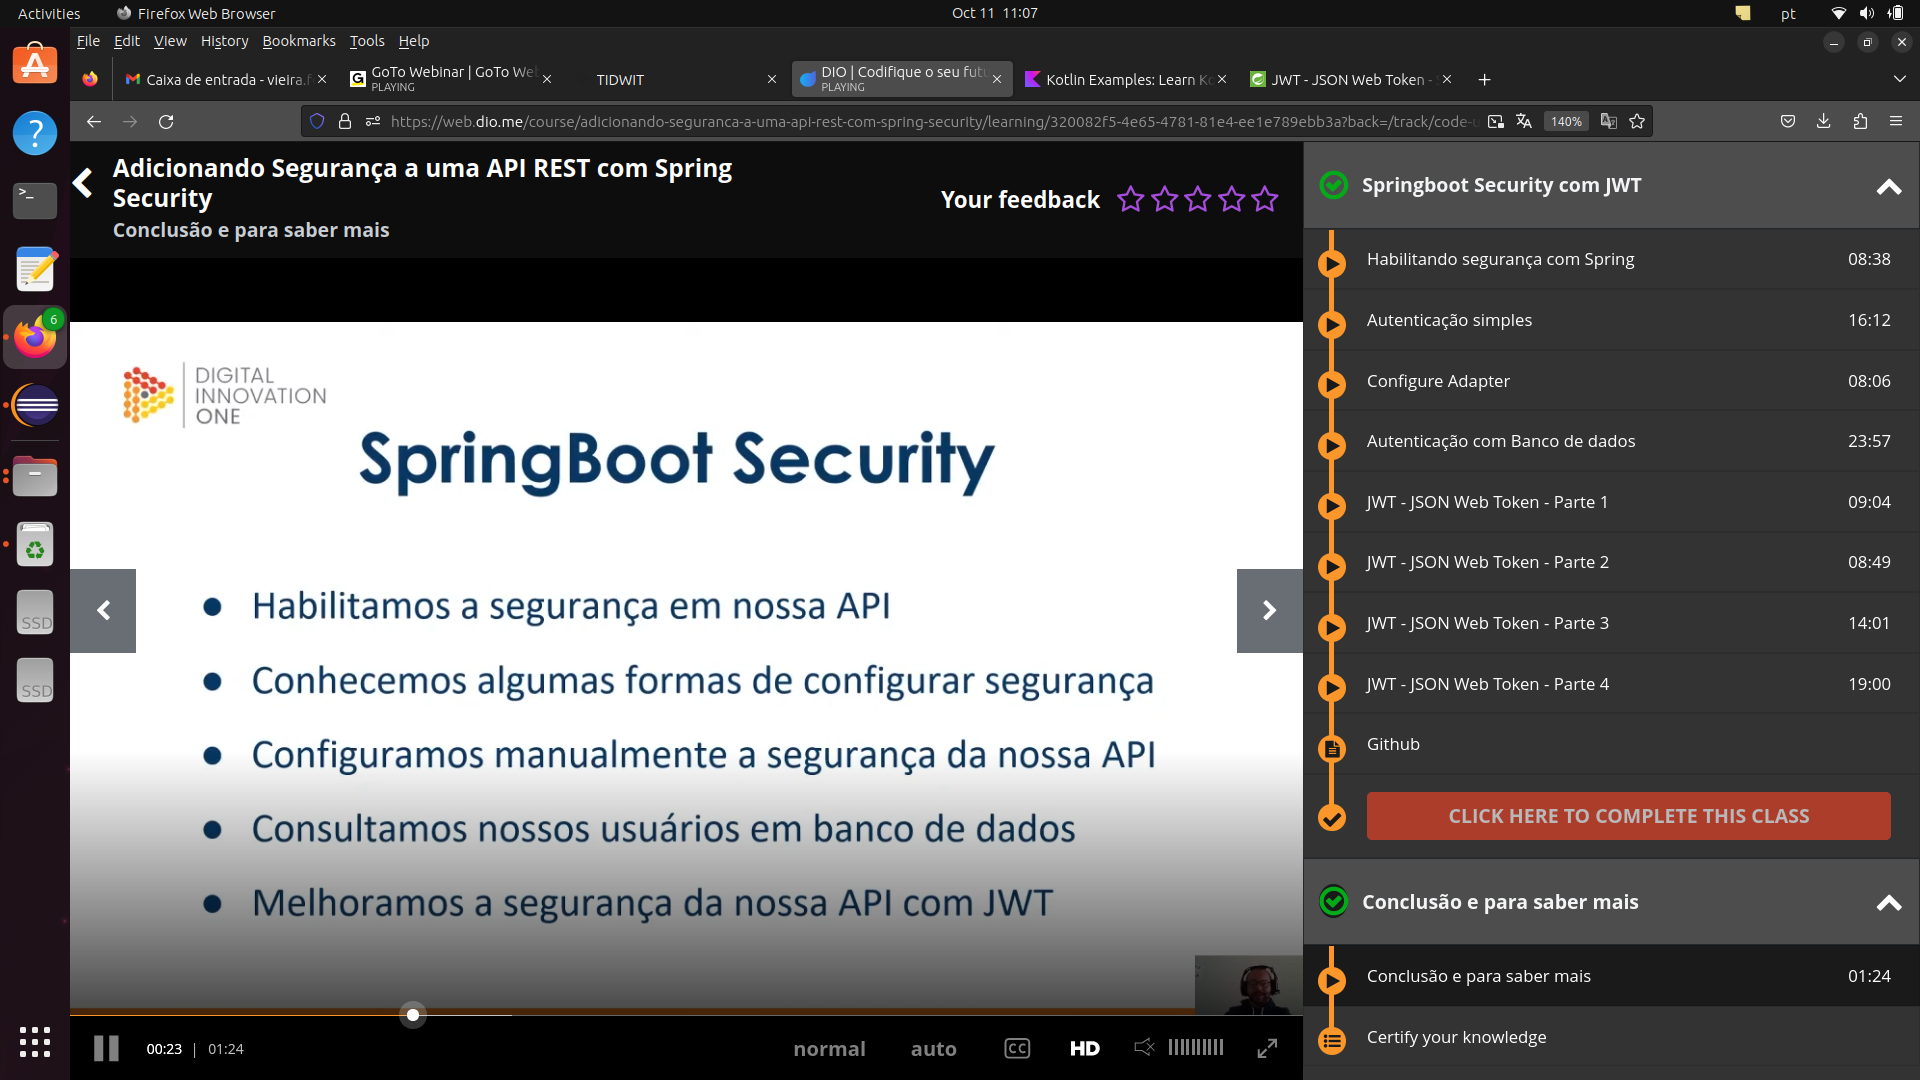 Activities
Firefox Web Browser
Oct 11 11:07
pt
File Edit View History Bookmarks Tools Help
Caixa de entrada - vieira.f
GoTo Webinar | GoTo Web
PLAYING
TIDWIT
DIO | Codifique o seu futu
PLAYING
Kotlin Examples: Learn Ko
JWT - JSON Web Token -
https://web.dio.me/course/adicionando-seguranca-a-uma-api-rest-com-spring-security/learning/320082f5-4e65-4781-81e4-ee1e789ebb3a?back=/track/code-u
140%
Adicionando Segurança a uma API REST com Spring
Security
Conclusão e para saber mais
Your feedback
6
SSD
SSD
DIGITAL
INNOVATION
ONE
SpringBoot Security
● Habilitamos a segurança em nossa API
● Conhecemos algumas formas de configurar segurança
● Configuramos manualmente a segurança da nossa API
● Consultamos nossos usuários em banco de dados
● Melhoramos a segurança da nossa API com JWT
00:23 | 01:24
normal
auto
CC
HD
Springboot Security com JWT
Habilitando segurança com Spring 08:38
Autenticação simples 16:12
Configure Adapter 08:06
Autenticação com Banco de dados 23:57
JWT - JSON Web Token - Parte 1 09:04
JWT - JSON Web Token - Parte 2 08:49
JWT - JSON Web Token - Parte 3 14:01
JWT - JSON Web Token - Parte 4 19:00
Github
CLICK HERE TO COMPLETE THIS CLASS
Conclusão e para saber mais
Conclusão e para saber mais 01:24
Certify your knowledge